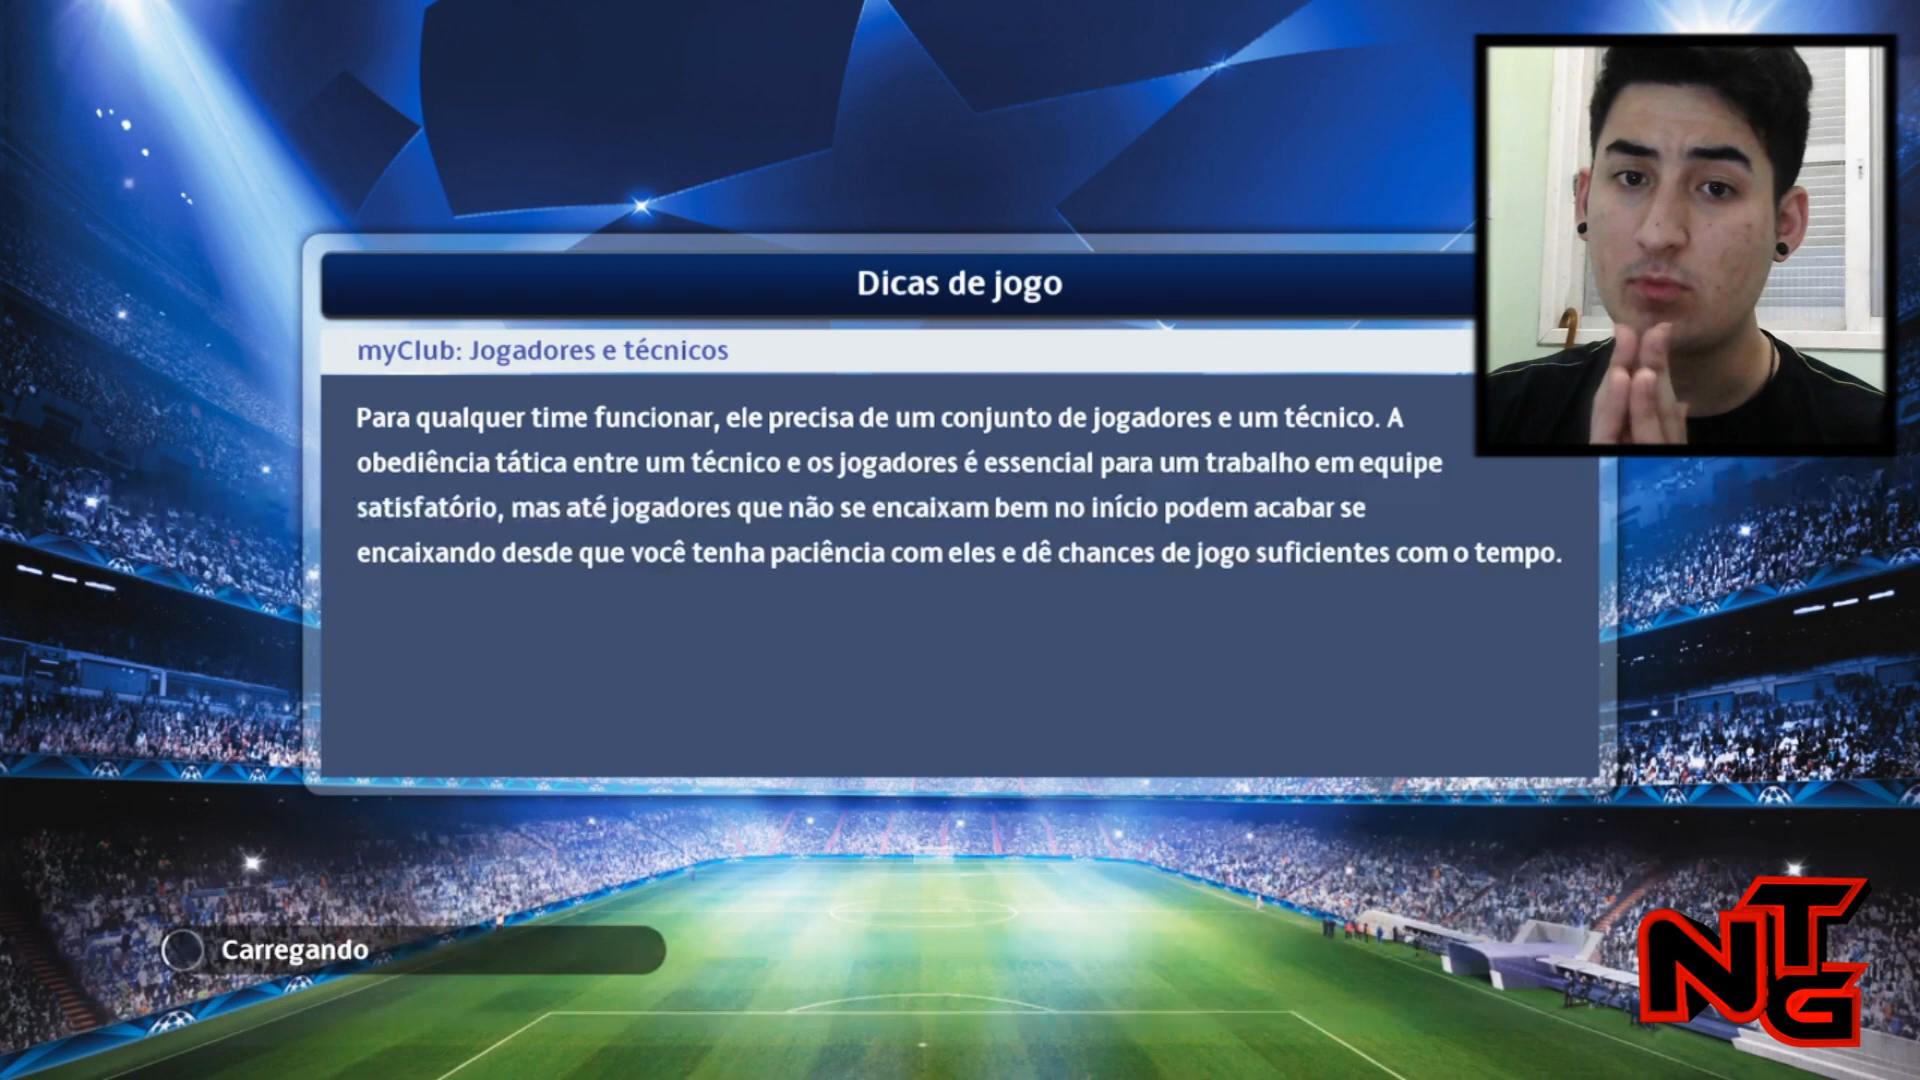 Dicas de jogo
myClub: Jogadores e técnicos
Para qualquer time funcionar, ele precisa de um conjunto de jogadores e um técnico. A
obediência tática entre um técnico e os jogadores é essencial para um trabalho em equipe
satisfatório, mas até jogadores que não se encaixam bem no início podem acabar se
encaixando desde que você tenha paciência com eles e dê chances de jogo suficientes com o tempo.
Carregando
NTG